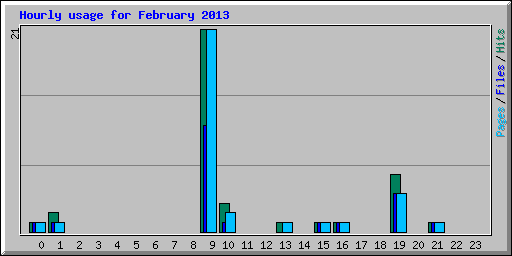 Hourly usage for February 2013
21
Pages / Files / Hits
0 1 2 3 4 5 6 7 8 9 10 11 12 13 14 15 16 17 18 19 20 21 22 23